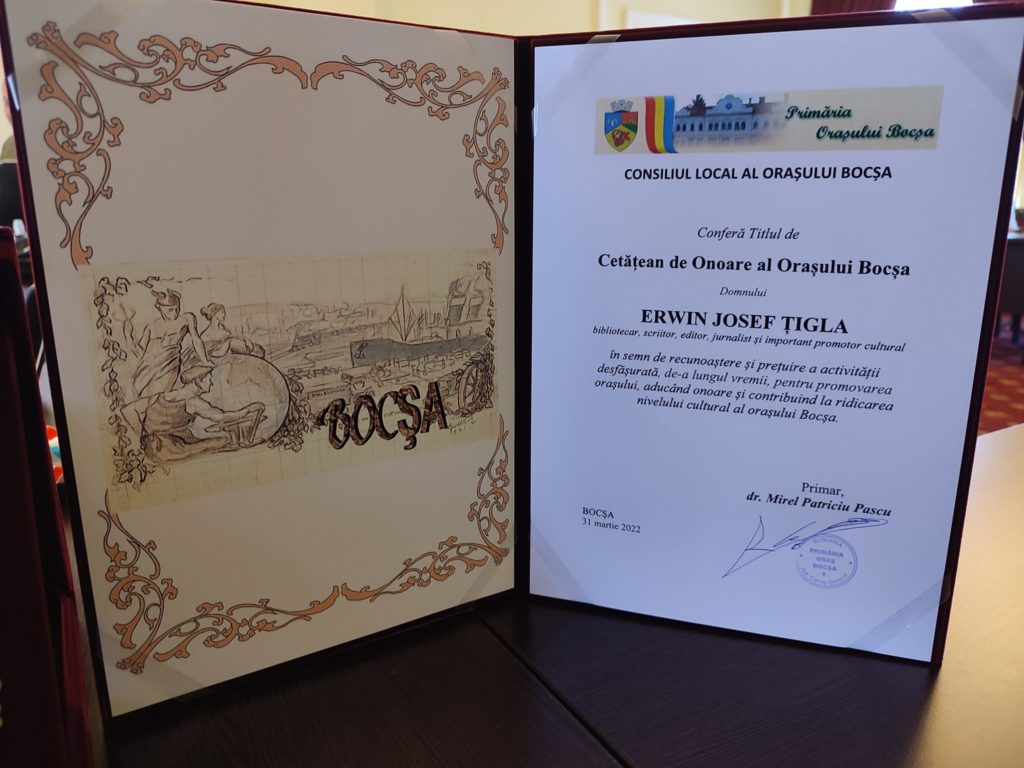 BOCȘA
Primăria
Orașului Bocșa
CONSILIUL LOCAL AL ORAȘULUI BOCȘA
Conferă Titlul de
Cetățean de Onoare al Orașului Bocșa
Domnului
ERWIN JOSEF ȚIGLA
bibliotecar, scriitor, editor, jurnalist și important promotor cultural
în semn de recunoaștere și prețuire a activității
desfășurată, de-a lungul vremii, pentru promovarea
orașului, aducând onoare și contribuind la ridicarea
nivelului cultural al orașului Bocșa.
Primar,
dr. Mirel Patriciu Pascu
BOCȘA
31 martie 2022
ROMÂNIA
PRIMĂRIA
ORAȘ
BOCȘA
1